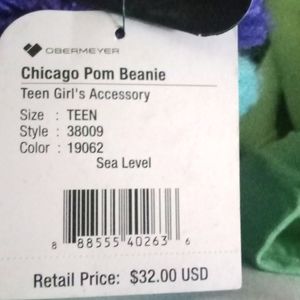 OBERMEYER
Chicago Pom Beanie
Teen Girl's Accessory
Size : TEEN
Style : 38009
Color : 19062
Sea Level
8 88555 40263 6
Retail Price: $32.00 USD